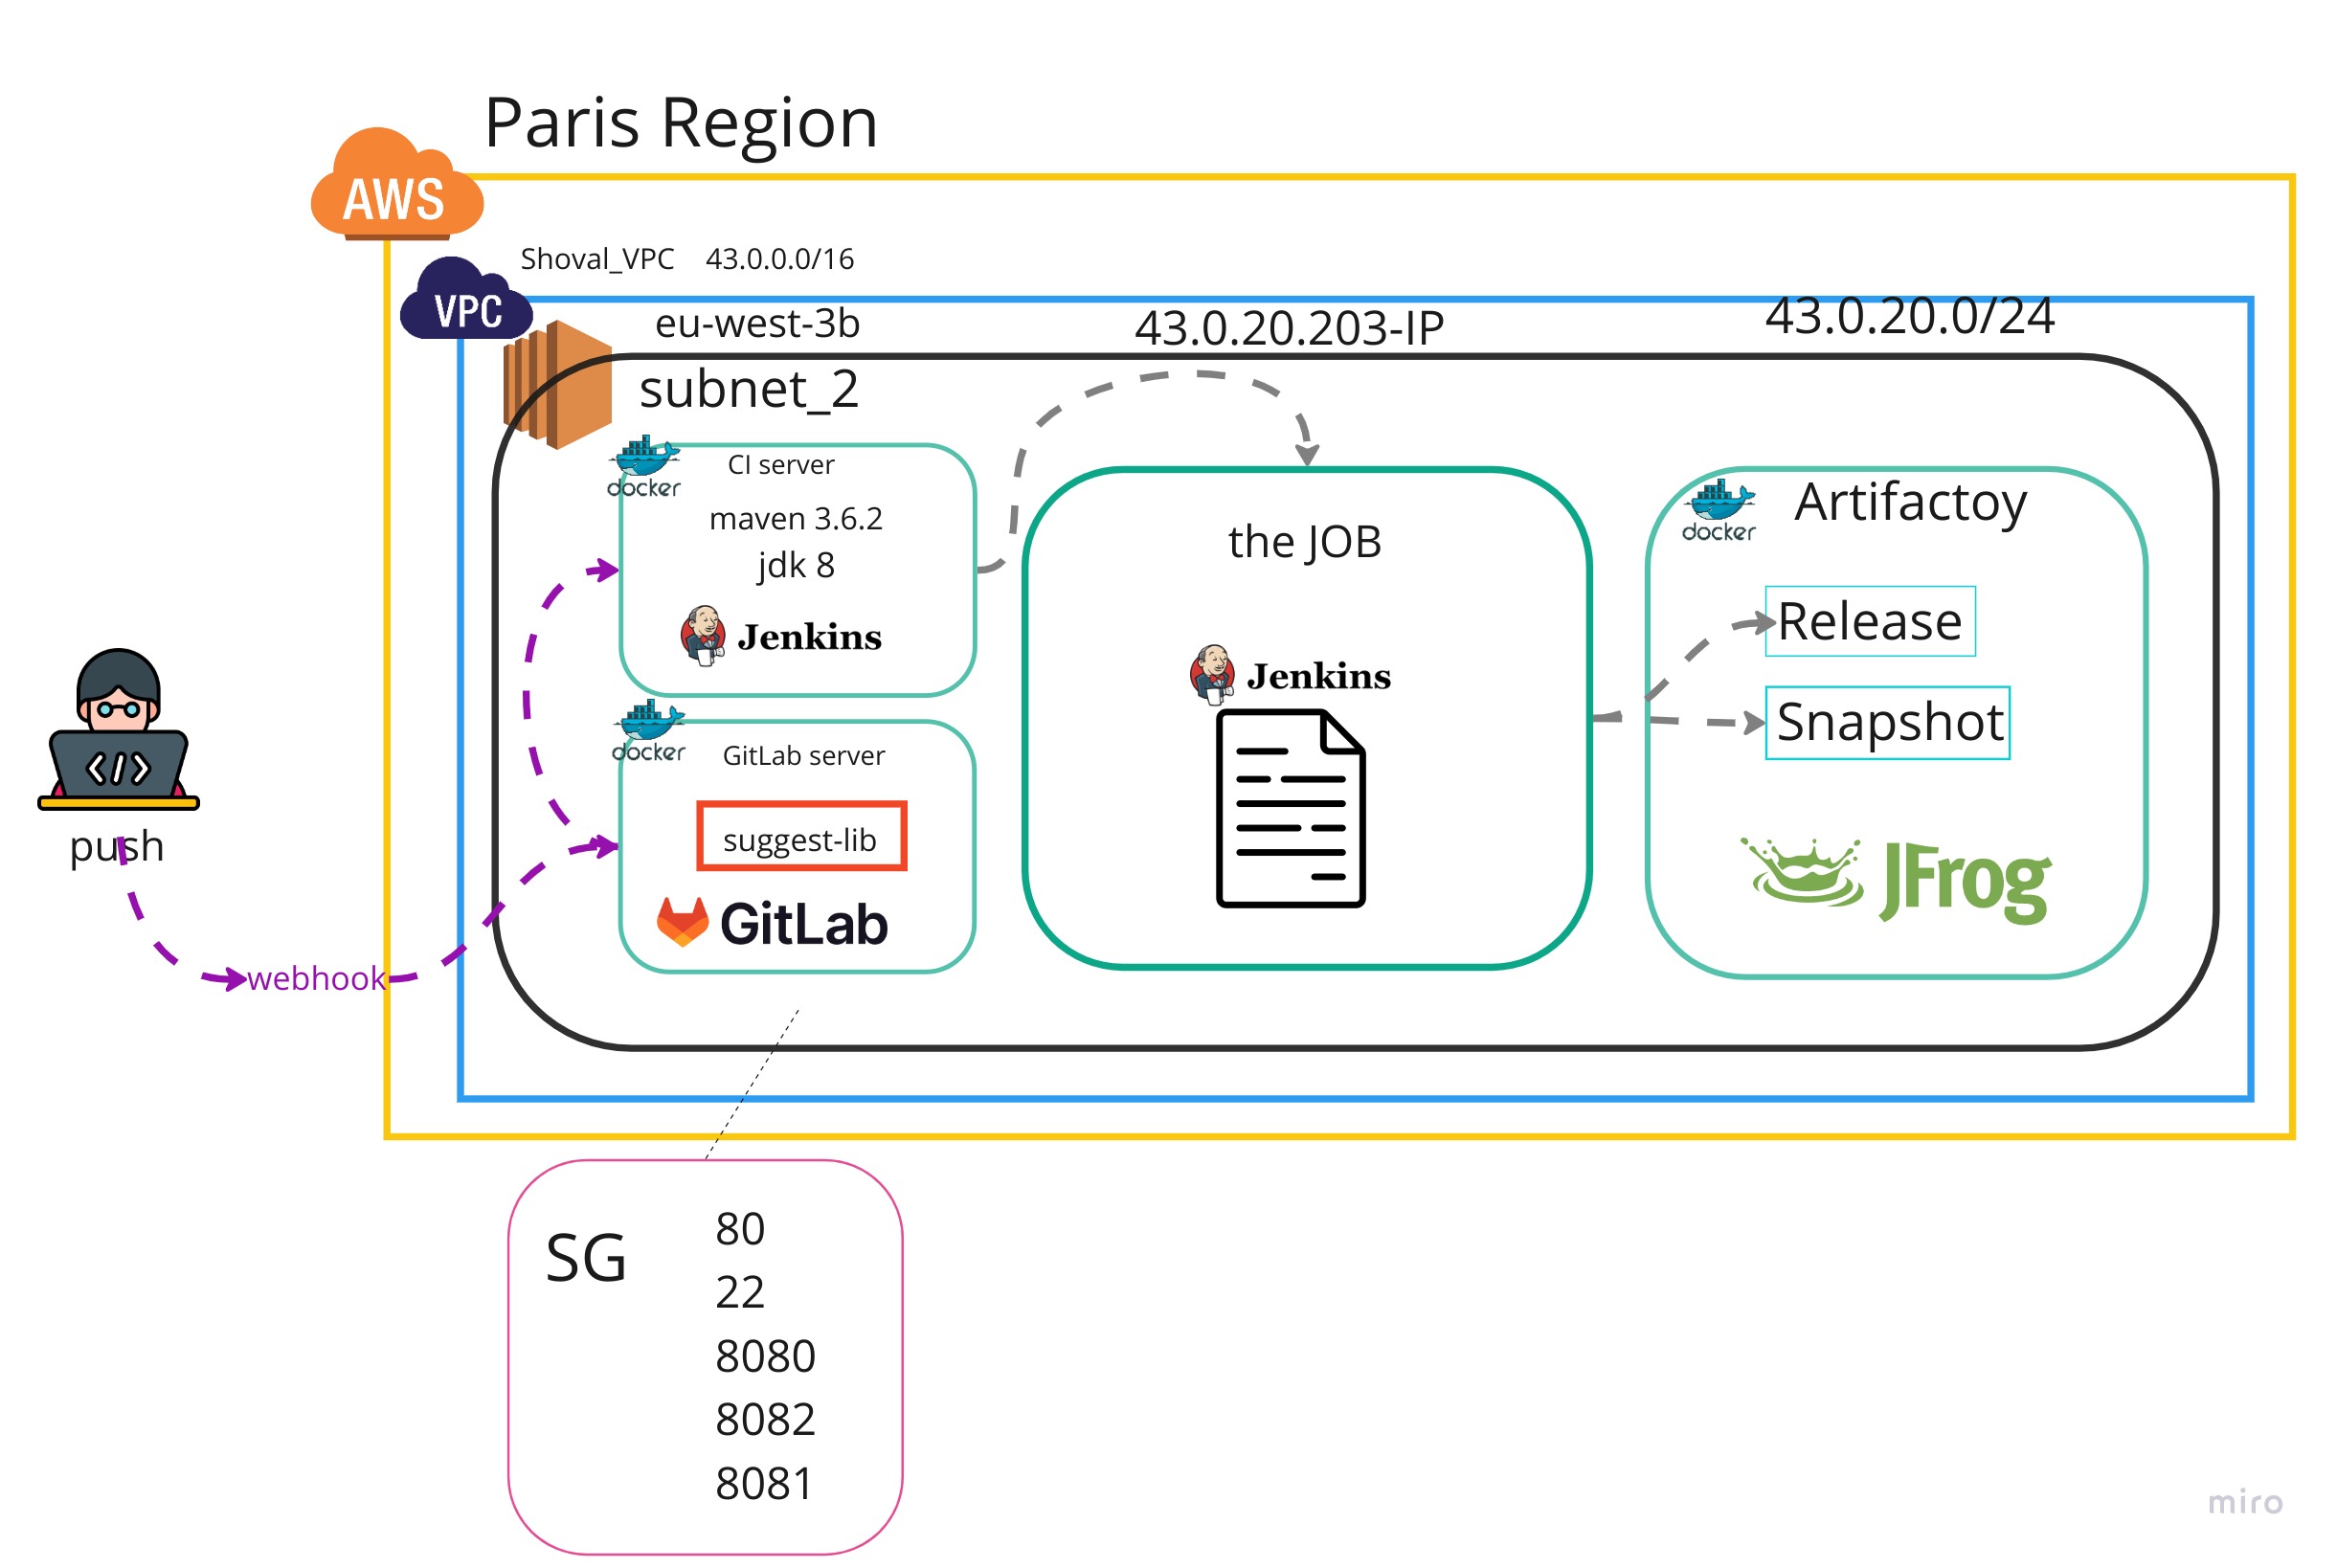 Paris Region
AWS
Shoval_VPC 43.0.0.0/16
VPC
eu-west-3b
43.0.20.203-IP
43.0.20.0/24
subnet_2
docker
CI server
maven 3.6.2
jdk 8
Jenkins
docker
GitLab server
suggest-lib
GitLab
the JOB
Jenkins
docker
Artifactoy
Release
Snapshot
JFrog
</>
push
webhook
SG
80
22
8080
8082
8081
miro